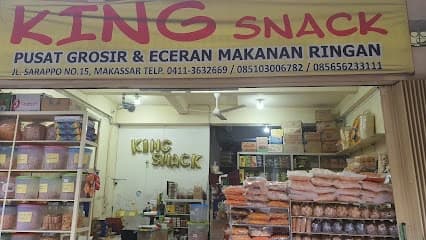 KING SNACK
PUSAT GROSIR & ECERAN MAKANAN RINGAN
JL. SARAPPO NO.15, MAKASSAR TELP. 0411-3632669 / 085103006782 / 085656233111
KING
SNACK